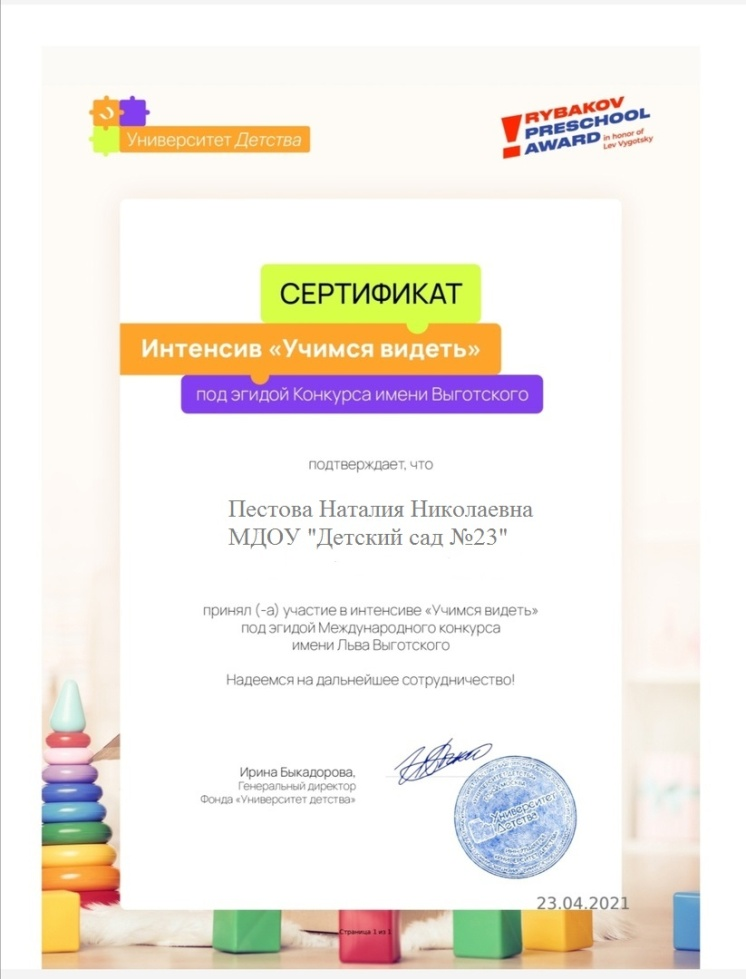 Университет Детства
RYBAKOV
PRESCHOOL
AWARD in honor of
Lev Vygotsky
СЕРТИФИКАТ
Интенсив «Учимся видеть»
под эгидой Конкурса имени Выготского
подтверждает, что
Пестова Наталия Николаевна
МДОУ "Детский сад №23"
принял (-а) участие в интенсиве «Учимся видеть»
под эгидой Международного конкурса
имени Льва Выготского
Надеемся на дальнейшее сотрудничество!
Ирина Быкадорова,
Генеральный директор
Фонда «Университет детства»
Университет
Детства
23.04.2021
Страница 1 из 1